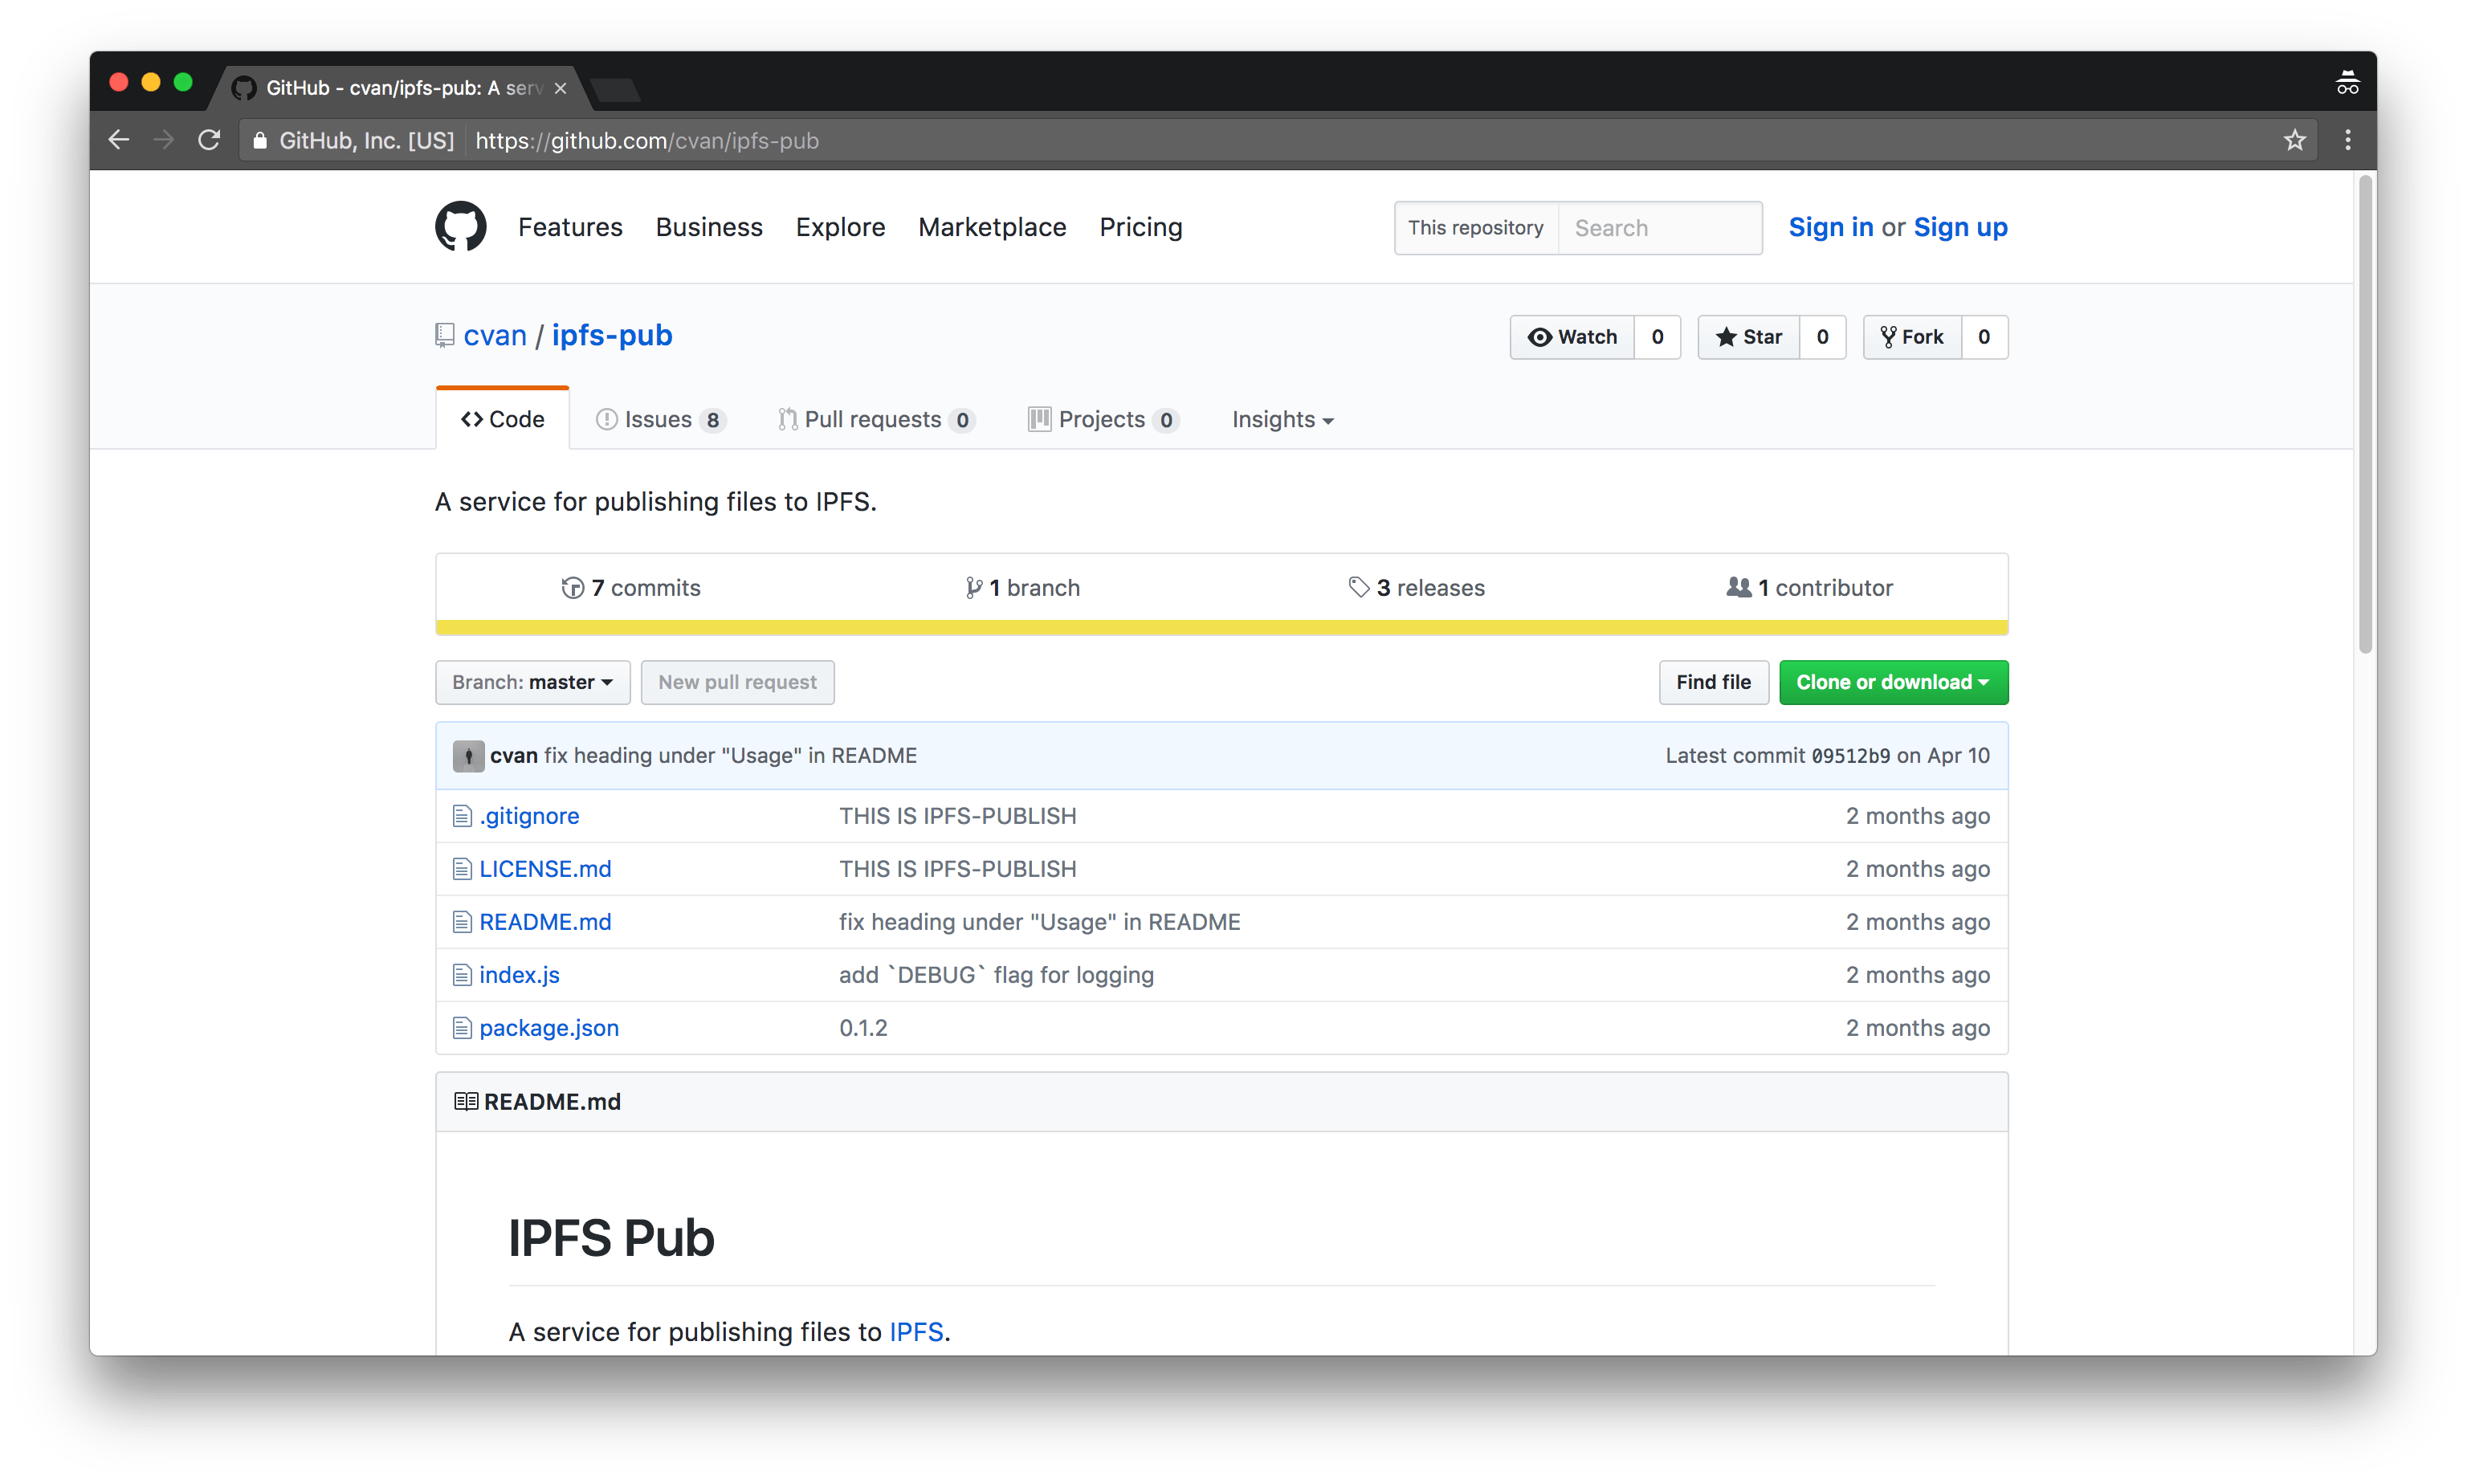 GitHub - cvan/ipfs-pub: A serv
GitHub, Inc. [US] https://github.com/cvan/ipfs-pub
Features Business Explore Marketplace Pricing This repository Search Sign in or Sign up
cvan / ipfs-pub Watch 0 Star 0 Fork 0
Code Issues 8 Pull requests 0 Projects 0 Insights
A service for publishing files to IPFS.
7 commits 1 branch 3 releases 1 contributor
Branch: master New pull request Find file Clone or download
cvan fix heading under "Usage" in README Latest commit 09512b9 on Apr 10
.gitignore THIS IS IPFS-PUBLISH 2 months ago
LICENSE.md THIS IS IPFS-PUBLISH 2 months ago
README.md fix heading under "Usage" in README 2 months ago
index.js add `DEBUG` flag for logging 2 months ago
package.json 0.1.2 2 months ago
README.md
IPFS Pub
A service for publishing files to IPFS.